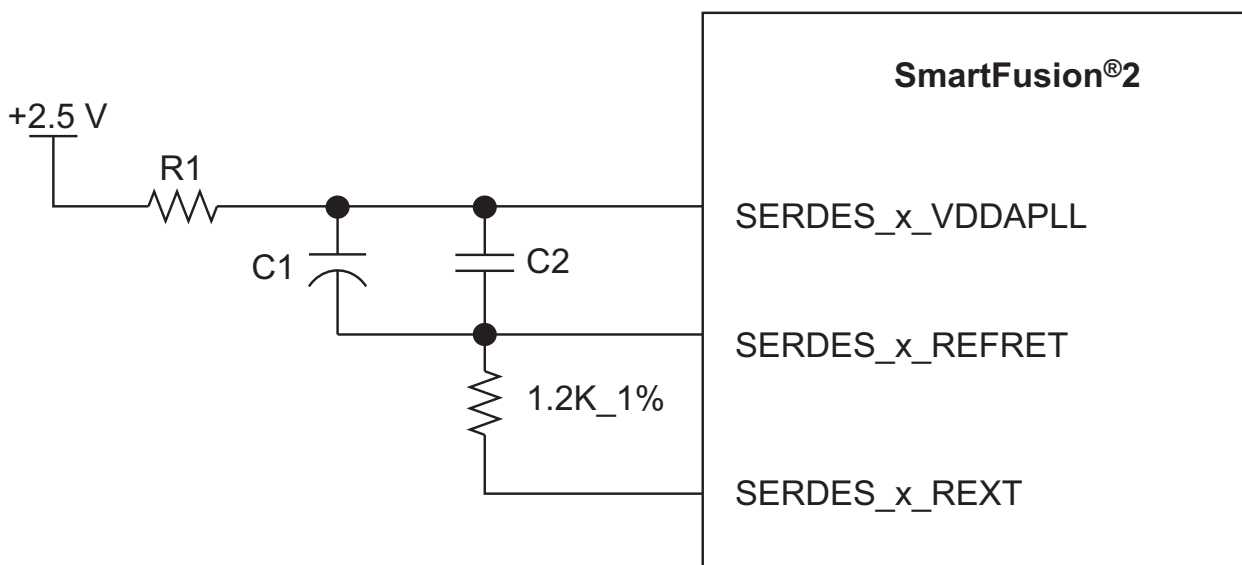 SmartFusion®2
+2.5 V
R1
SERDES_x_VDDAPLL
C1
C2
SERDES_x_REFRET
1.2K_1%
SERDES_x_REXT